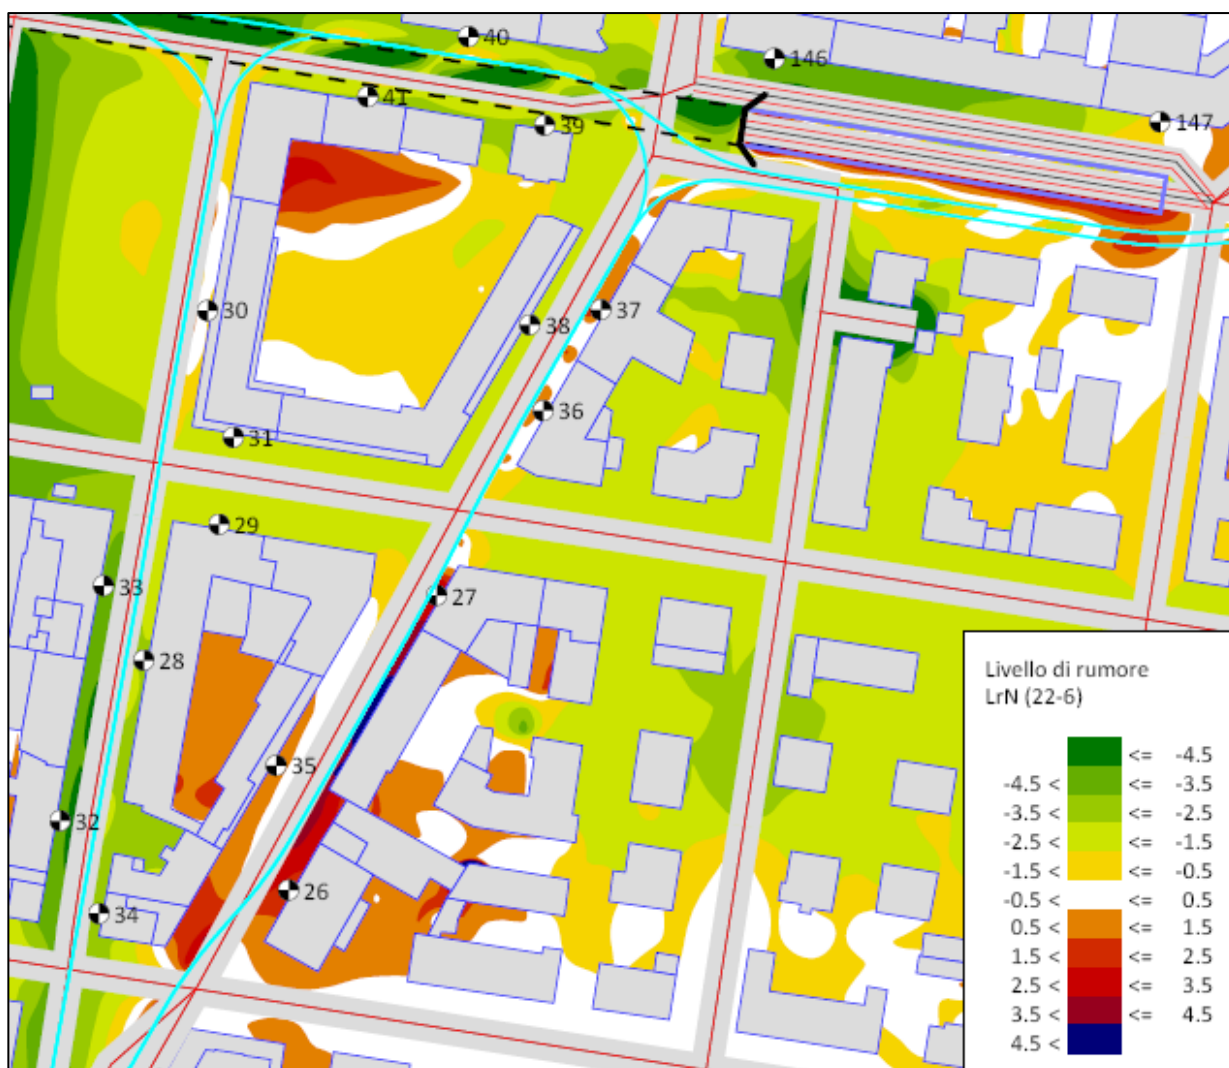 40
146
41
39
147
30
38
37
36
31
29
33
27
28
35
32
26
34
Livello di rumore
LrN (22-6)
<= -4.5
-4.5 < <= -3.5
-3.5 < <= -2.5
-2.5 < <= -1.5
-1.5 < <= -0.5
-0.5 < <= 0.5
0.5 < <= 1.5
1.5 < <= 2.5
2.5 < <= 3.5
3.5 < <= 4.5
4.5 <